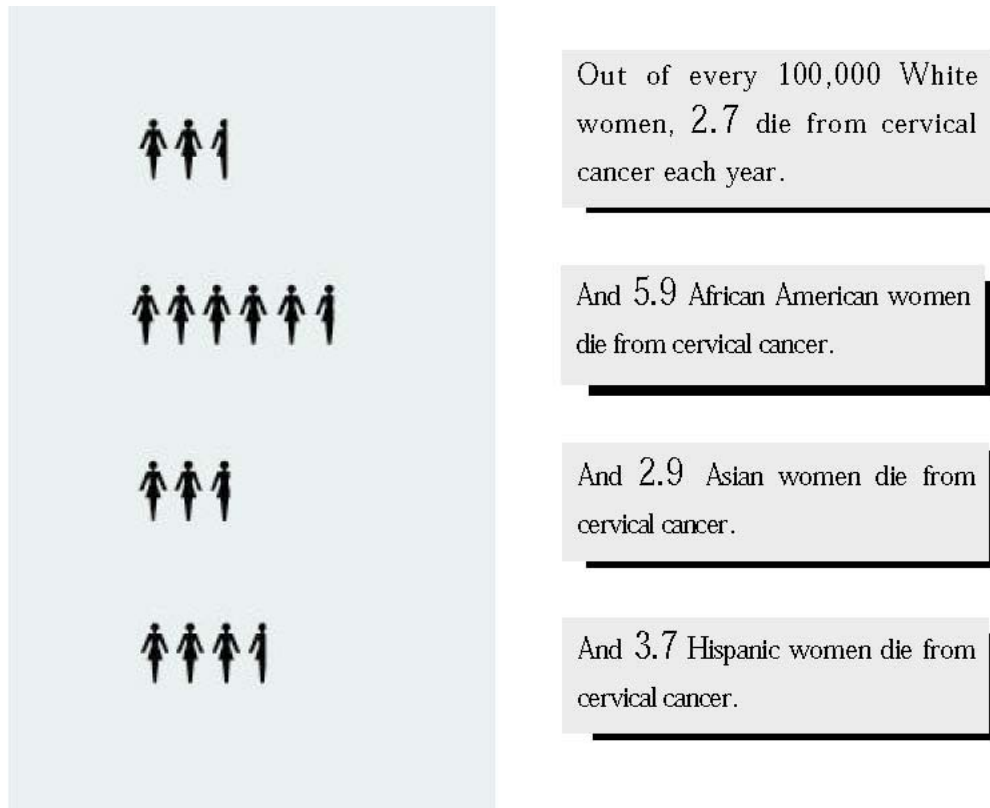 Out of every 100,000 White
women, 2.7 die from cervical
cancer each year.
And 5.9 African American women
die from cervical cancer.
And 2.9 Asian women die from
cervical cancer.
And 3.7 Hispanic women die from
cervical cancer.